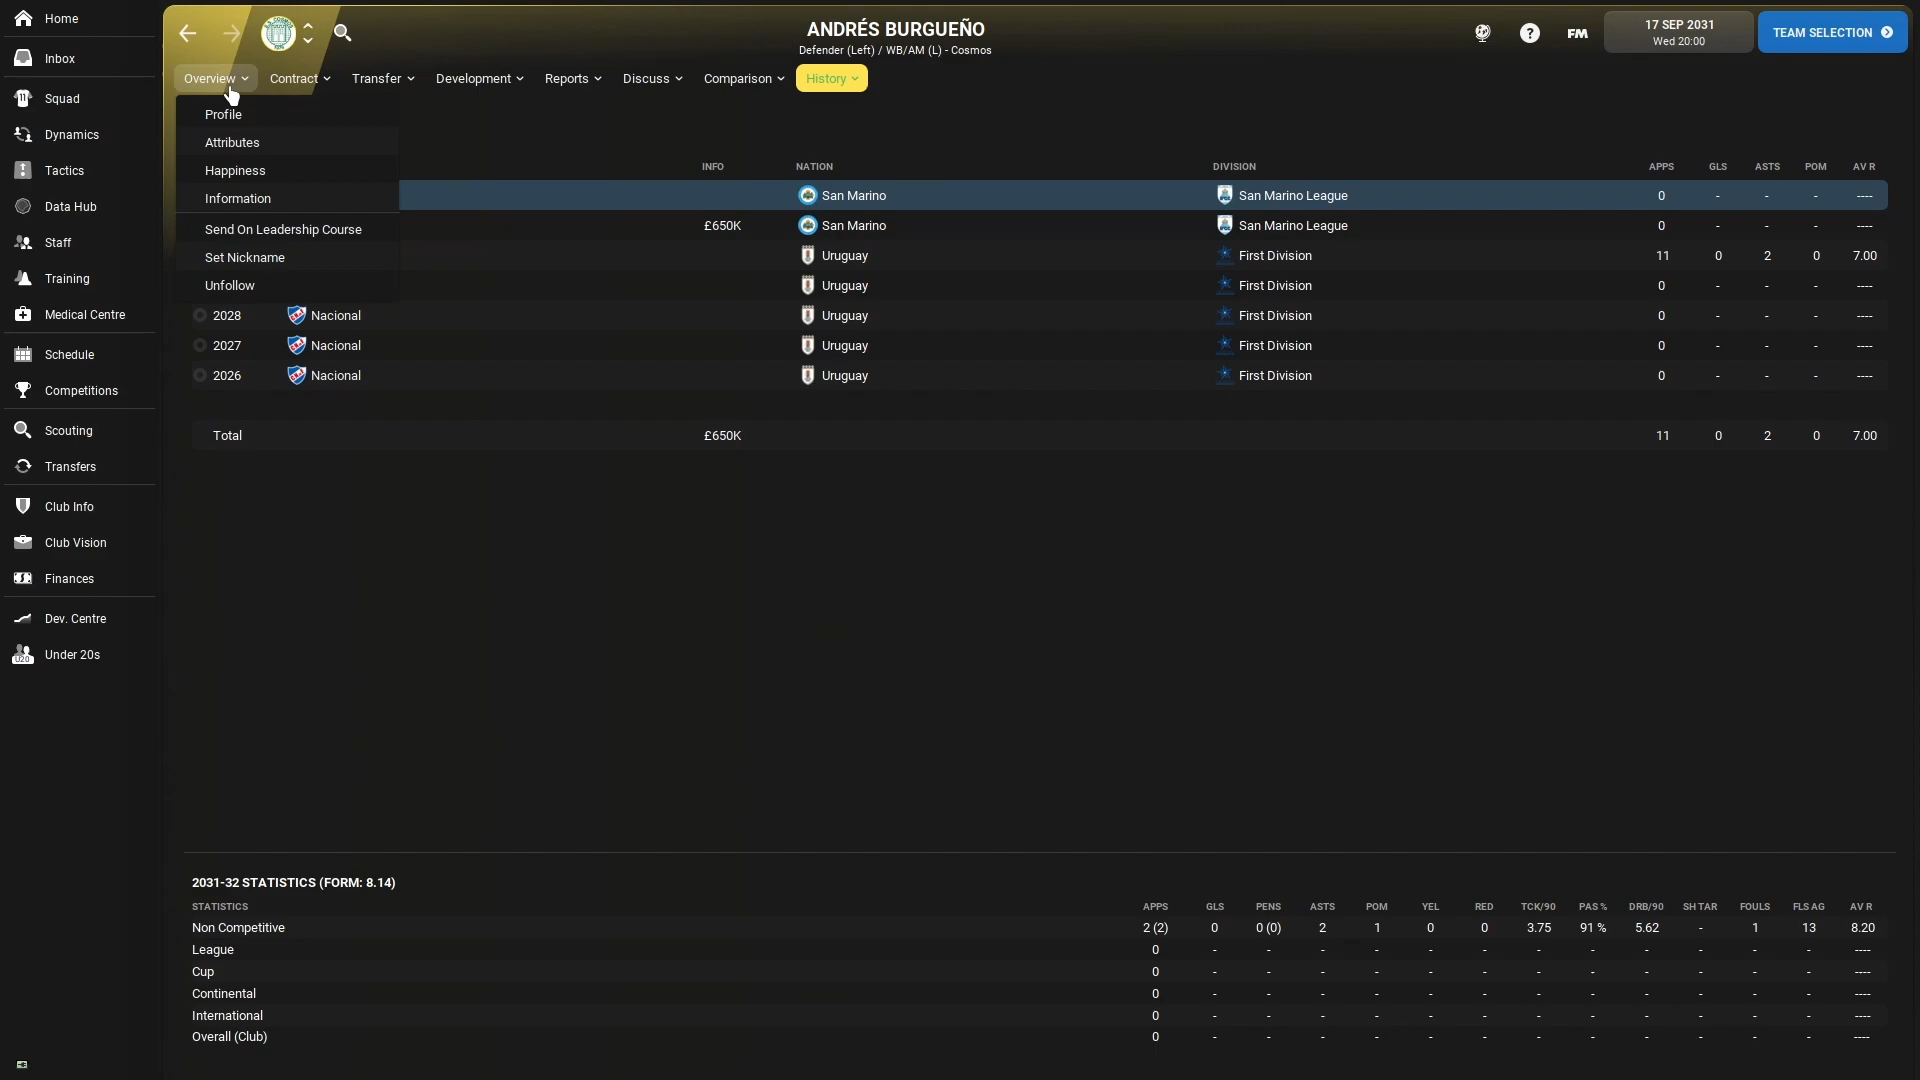 Home
Inbox
Squad
Dynamics
Tactics
Data Hub
Staff
Training
Medical Centre
Schedule
Competitions
Scouting
Transfers
Club Info
Club Vision
Finances
Dev. Centre
U20 Under 20s
ANDRÉS BURGUEÑO
Defender (Left) / WB/AM (L) - Cosmos
FM
17 SEP 2031
Wed 20:00
TEAM SELECTION
Overview Contract Transfer Development Reports Discuss Comparison History
Profile
Attributes
Happiness
Information
Send On Leadership Course
Set Nickname
Unfollow
INFO NATION DIVISION APPS GLS ASTS POM AV R
San Marino San Marino League 0 - - - ----
£650K San Marino San Marino League 0 - - - ----
Uruguay First Division 11 0 2 0 7.00
Uruguay First Division 0 - - - ----
2028 Nacional Uruguay First Division 0 - - - ----
2027 Nacional Uruguay First Division 0 - - - ----
2026 Nacional Uruguay First Division 0 - - - ----
Total £650K 11 0 2 0 7.00
2031-32 STATISTICS (FORM: 8.14)
STATISTICS APPS GLS PENS ASTS POM YEL RED TCK/90 PAS % DRB/90 SH TAR FOULS FLS AG AV R
Non Competitive 2 (2) 0 0 (0) 2 1 0 0 3.75 91 % 5.62 - 1 13 8.20
League 0 - - - - - - - - - - - - ----
Cup 0 - - - - - - - - - - - - ----
Continental 0 - - - - - - - - - - - - ----
International 0 - - - - - - - - - - - - ----
Overall (Club) 0 - - - - - - - - - - - - ----